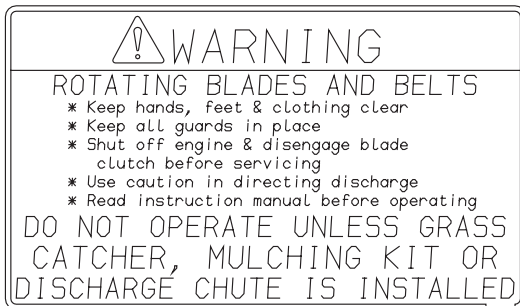 WARNING
ROTATING BLADES AND BELTS
* Keep hands, feet & clothing clear
* Keep all guards in place
* Shut off engine & disengage blade
clutch before servicing
* Use caution in directing discharge
* Read instruction manual before operating
DO NOT OPERATE UNLESS GRASS
CATCHER, MULCHING KIT OR
DISCHARGE CHUTE IS INSTALLED